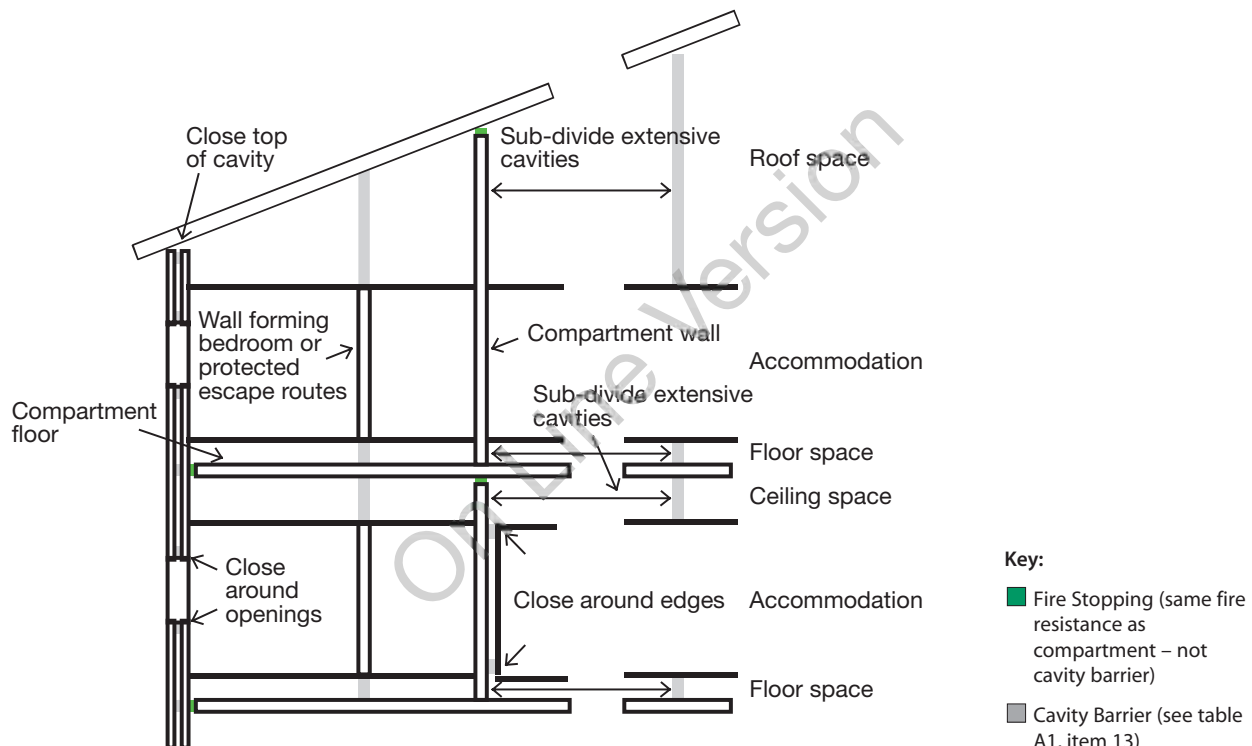 Close top
of cavity
Sub-divide extensive
cavities
Roof space
Wall forming
bedroom or
protected
escape routes
Compartment wall
Accommodation
Sub-divide extensive
cavities
Compartment
floor
Floor space
Ceiling space
Close
around
openings
Close around edges
Accommodation
Floor space
Key:
Fire Stopping (same fire
resistance as
compartment – not
cavity barrier)
Cavity Barrier (see table
A1, item 13)
On Line Version